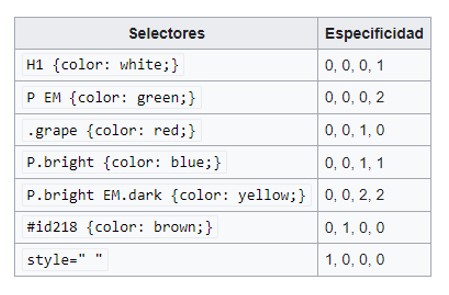 Selectores Especificidad
H1 {color: white;} 0, 0, 0, 1
P EM {color: green;} 0, 0, 0, 2
.grape {color: red;} 0, 0, 1, 0
P.bright {color: blue;} 0, 0, 1, 1
P.bright EM.dark {color: yellow;} 0, 0, 2, 2
#id218 {color: brown;} 0, 1, 0, 0
style=" " 1, 0, 0, 0